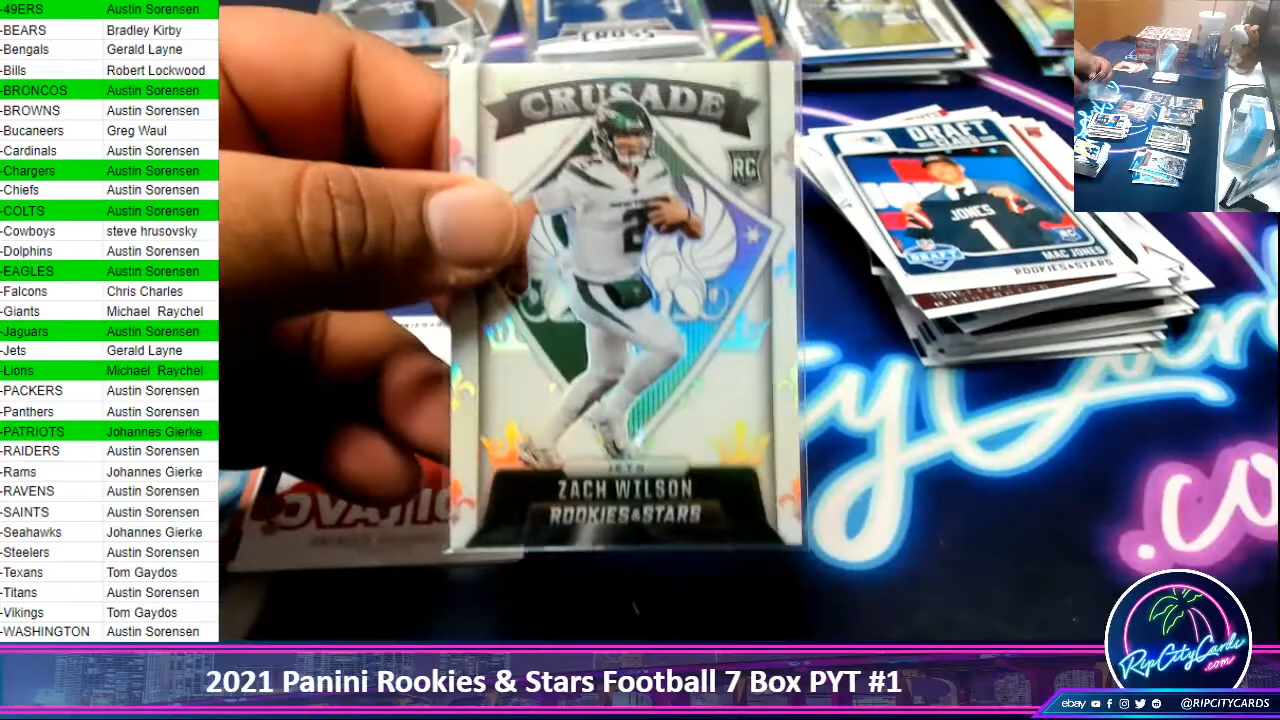 -49ERS Austin Sorensen
-BEARS Bradley Kirby
-Bengals Gerald Layne
-Bills Robert Lockwood
-BRONCOS Austin Sorensen
-BROWNS Austin Sorensen
-Bucaneers Greg Waul
-Cardinals Austin Sorensen
-Chargers Austin Sorensen
-Chiefs Austin Sorensen
-COLTS Austin Sorensen
-Cowboys steve hrusovsky
-Dolphins Austin Sorensen
-EAGLES Austin Sorensen
-Falcons Chris Charles
-Giants Michael Raychel
-Jaguars Austin Sorensen
-Jets Gerald Layne
-Lions Michael Raychel
-PACKERS Austin Sorensen
-Panthers Austin Sorensen
-PATRIOTS Johannes Gierke
-RAIDERS Austin Sorensen
-Rams Johannes Gierke
-RAVENS Austin Sorensen
-SAINTS Austin Sorensen
-Seahawks Johannes Gierke
-Steelers Austin Sorensen
-Texans Tom Gaydos
-Titans Austin Sorensen
-Vikings Tom Gaydos
-WASHINGTON Austin Sorensen
CROSS
CRUSADE
RC
2
JETS
ZACH WILSON
ROOKIES & STARS
DRAFT
JONES
1
RC
DRAFT
MAC JONES
ROOKIES & STARS
.co
2021 Panini Rookies & Stars Football 7 Box PYT #1
RipCityCards
.com
ebay @RIPCITYCARDS